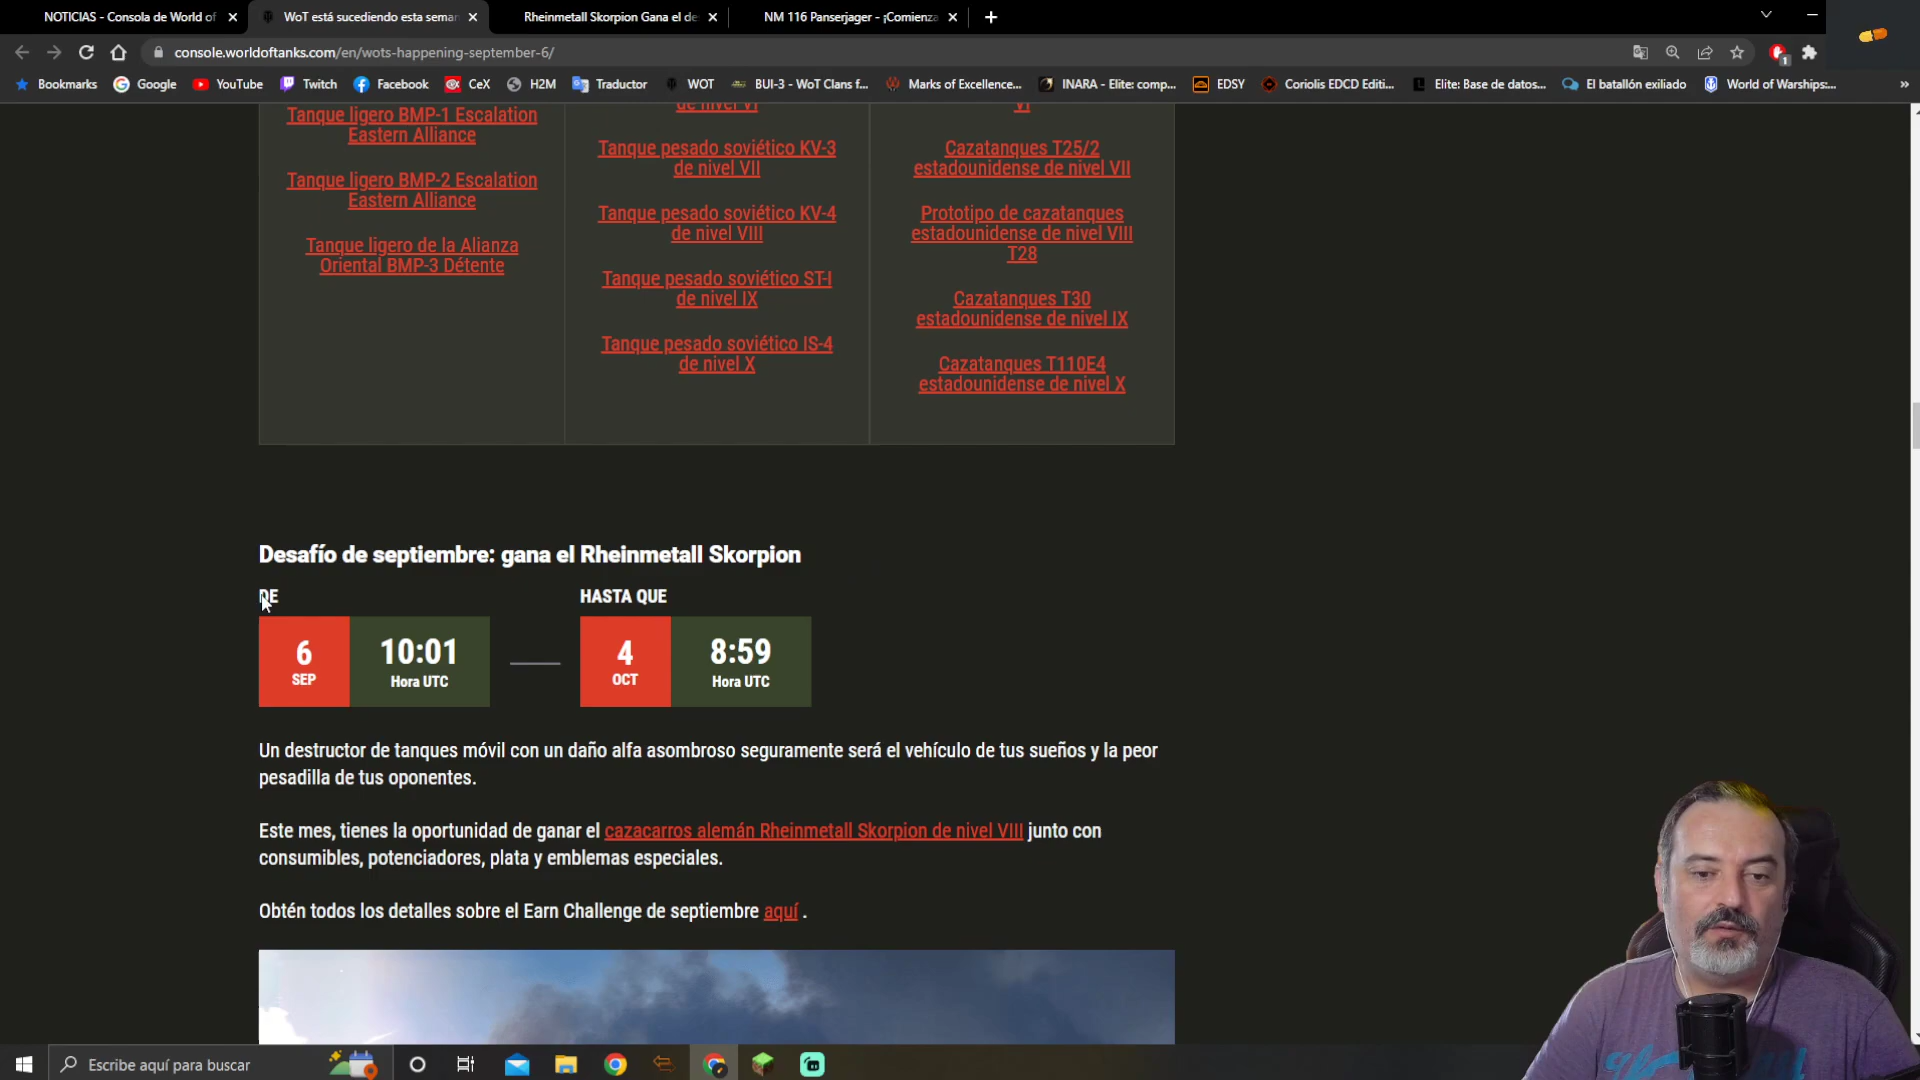 NOTICIAS - Consola de World of
WoT está sucediendo esta sema
Rheinmetall Skorpion Gana el de
NM 116 Panserjager - ¡Comienza
console.worldoftanks.com/en/wots-happening-september-6/
1
Bookmarks
Google
YouTube
Twitch
Facebook
CeX
H2M
Traductor
WOT
BUI-3 - WoT Clans f...
Marks of Excellence...
INARA - Elite: comp...
EDSY
Coriolis EDCD Editi...
Elite: Base de datos...
El batallón exiliado
World of Warships:...
Tanque ligero BMP-1 Escalation
Eastern Alliance
Tanque ligero BMP-2 Escalation
Eastern Alliance
Tanque ligero de la Alianza
Oriental BMP-3 Détente
de nivel VI
Tanque pesado soviético KV-3
de nivel VII
Tanque pesado soviético KV-4
de nivel VIII
Tanque pesado soviético ST-I
de nivel IX
Tanque pesado soviético IS-4
de nivel X
VI
Cazatanques T25/2
estadounidense de nivel VII
Prototipo de cazatanques
estadounidense de nivel VIII
T28
Cazatanques T30
estadounidense de nivel IX
Cazatanques T110E4
estadounidense de nivel X
Desafío de septiembre: gana el Rheinmetall Skorpion
DE
HASTA QUE
6
SEP
10:01
Hora UTC
4
OCT
8:59
Hora UTC
Un destructor de tanques móvil con un daño alfa asombroso seguramente será el vehículo de tus sueños y la peor
pesadilla de tus oponentes.
Este mes, tienes la oportunidad de ganar el cazacarros alemán Rheinmetall Skorpion de nivel VIII junto con
consumibles, potenciadores, plata y emblemas especiales.
Obtén todos los detalles sobre el Earn Challenge de septiembre aquí .
Escribe aquí para buscar